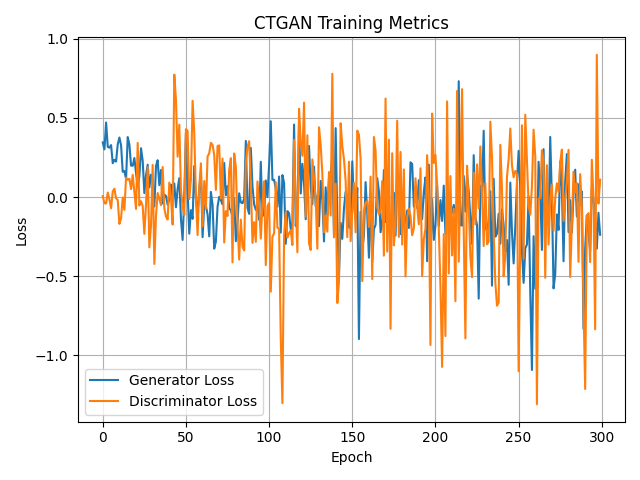 CTGAN Training Metrics
1.0
0.5
0.0
−0.5
−1.0
Loss
Generator Loss
Discriminator Loss
0 50 100 150 200 250 300
Epoch